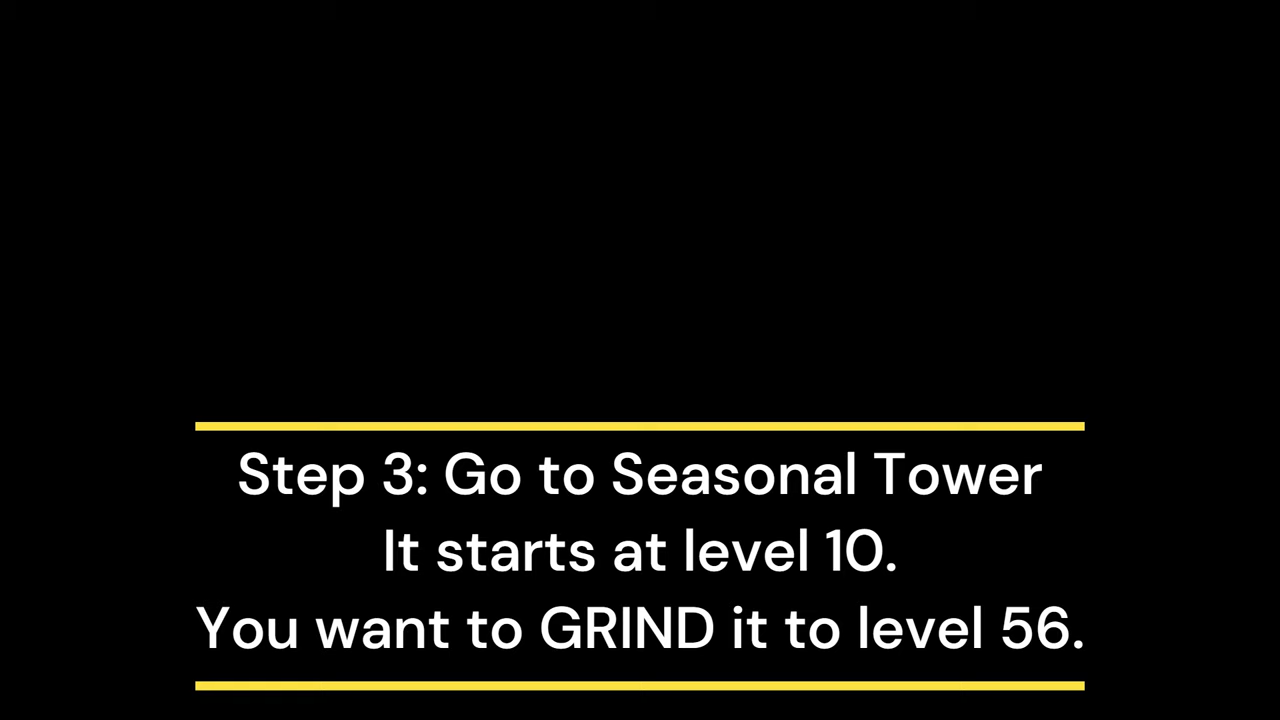 Step 3: Go to Seasonal Tower
It starts at level 10.
You want to GRIND it to level 56.